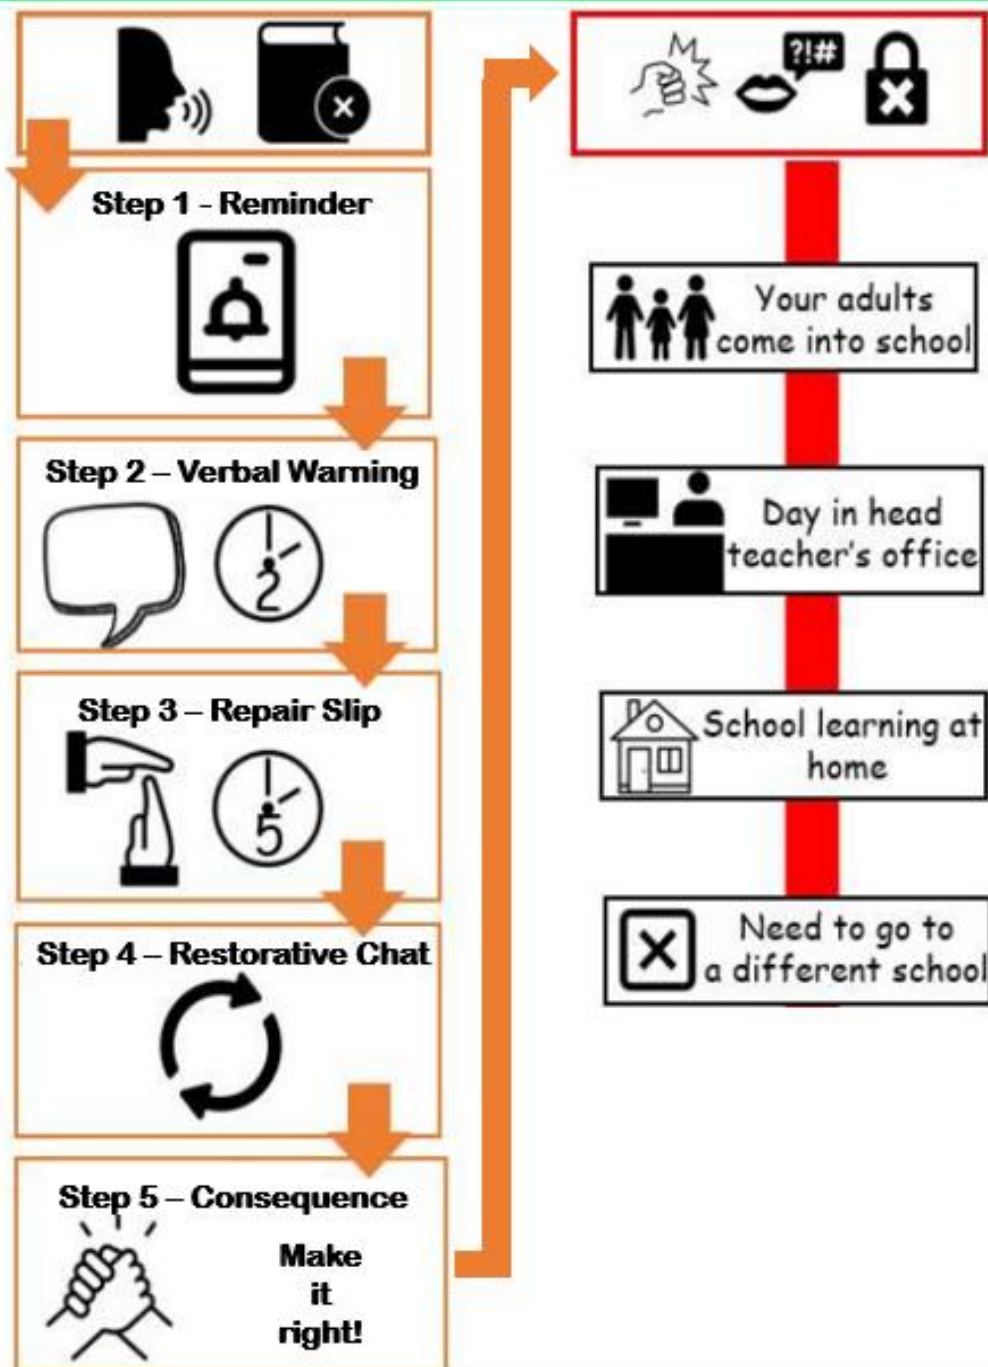 Step 1 - Reminder
Step 2 – Verbal Warning
2
Step 3 – Repair Slip
5
Step 4 – Restorative Chat
Step 5 – Consequence
Make
it
right!
?!#
Your adults
come into school
Day in head
teacher's office
School learning at
home
Need to go to
a different school